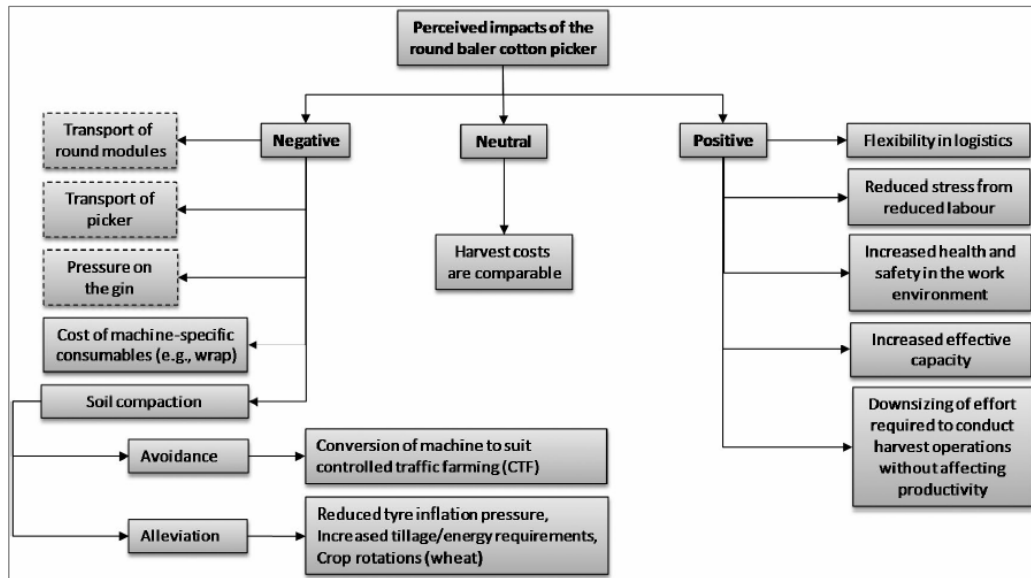 Perceived impacts of the
round baler cotton picker
Negative
Neutral
Positive
Transport of
round modules
Transport of
picker
Pressure on
the gin
Cost of machine-specific
consumables (e.g., wrap)
Soil compaction
Avoidance
Conversion of machine to suit
controlled traffic farming (CTF)
Alleviation
Reduced tyre inflation pressure,
Increased tillage/energy requirements,
Crop rotations (wheat)
Harvest costs
are comparable
Flexibility in logistics
Reduced stress from
reduced labour
Increased health and
safety in the work
environment
Increased effective
capacity
Downsizing of effort
required to conduct
harvest operations
without affecting
productivity